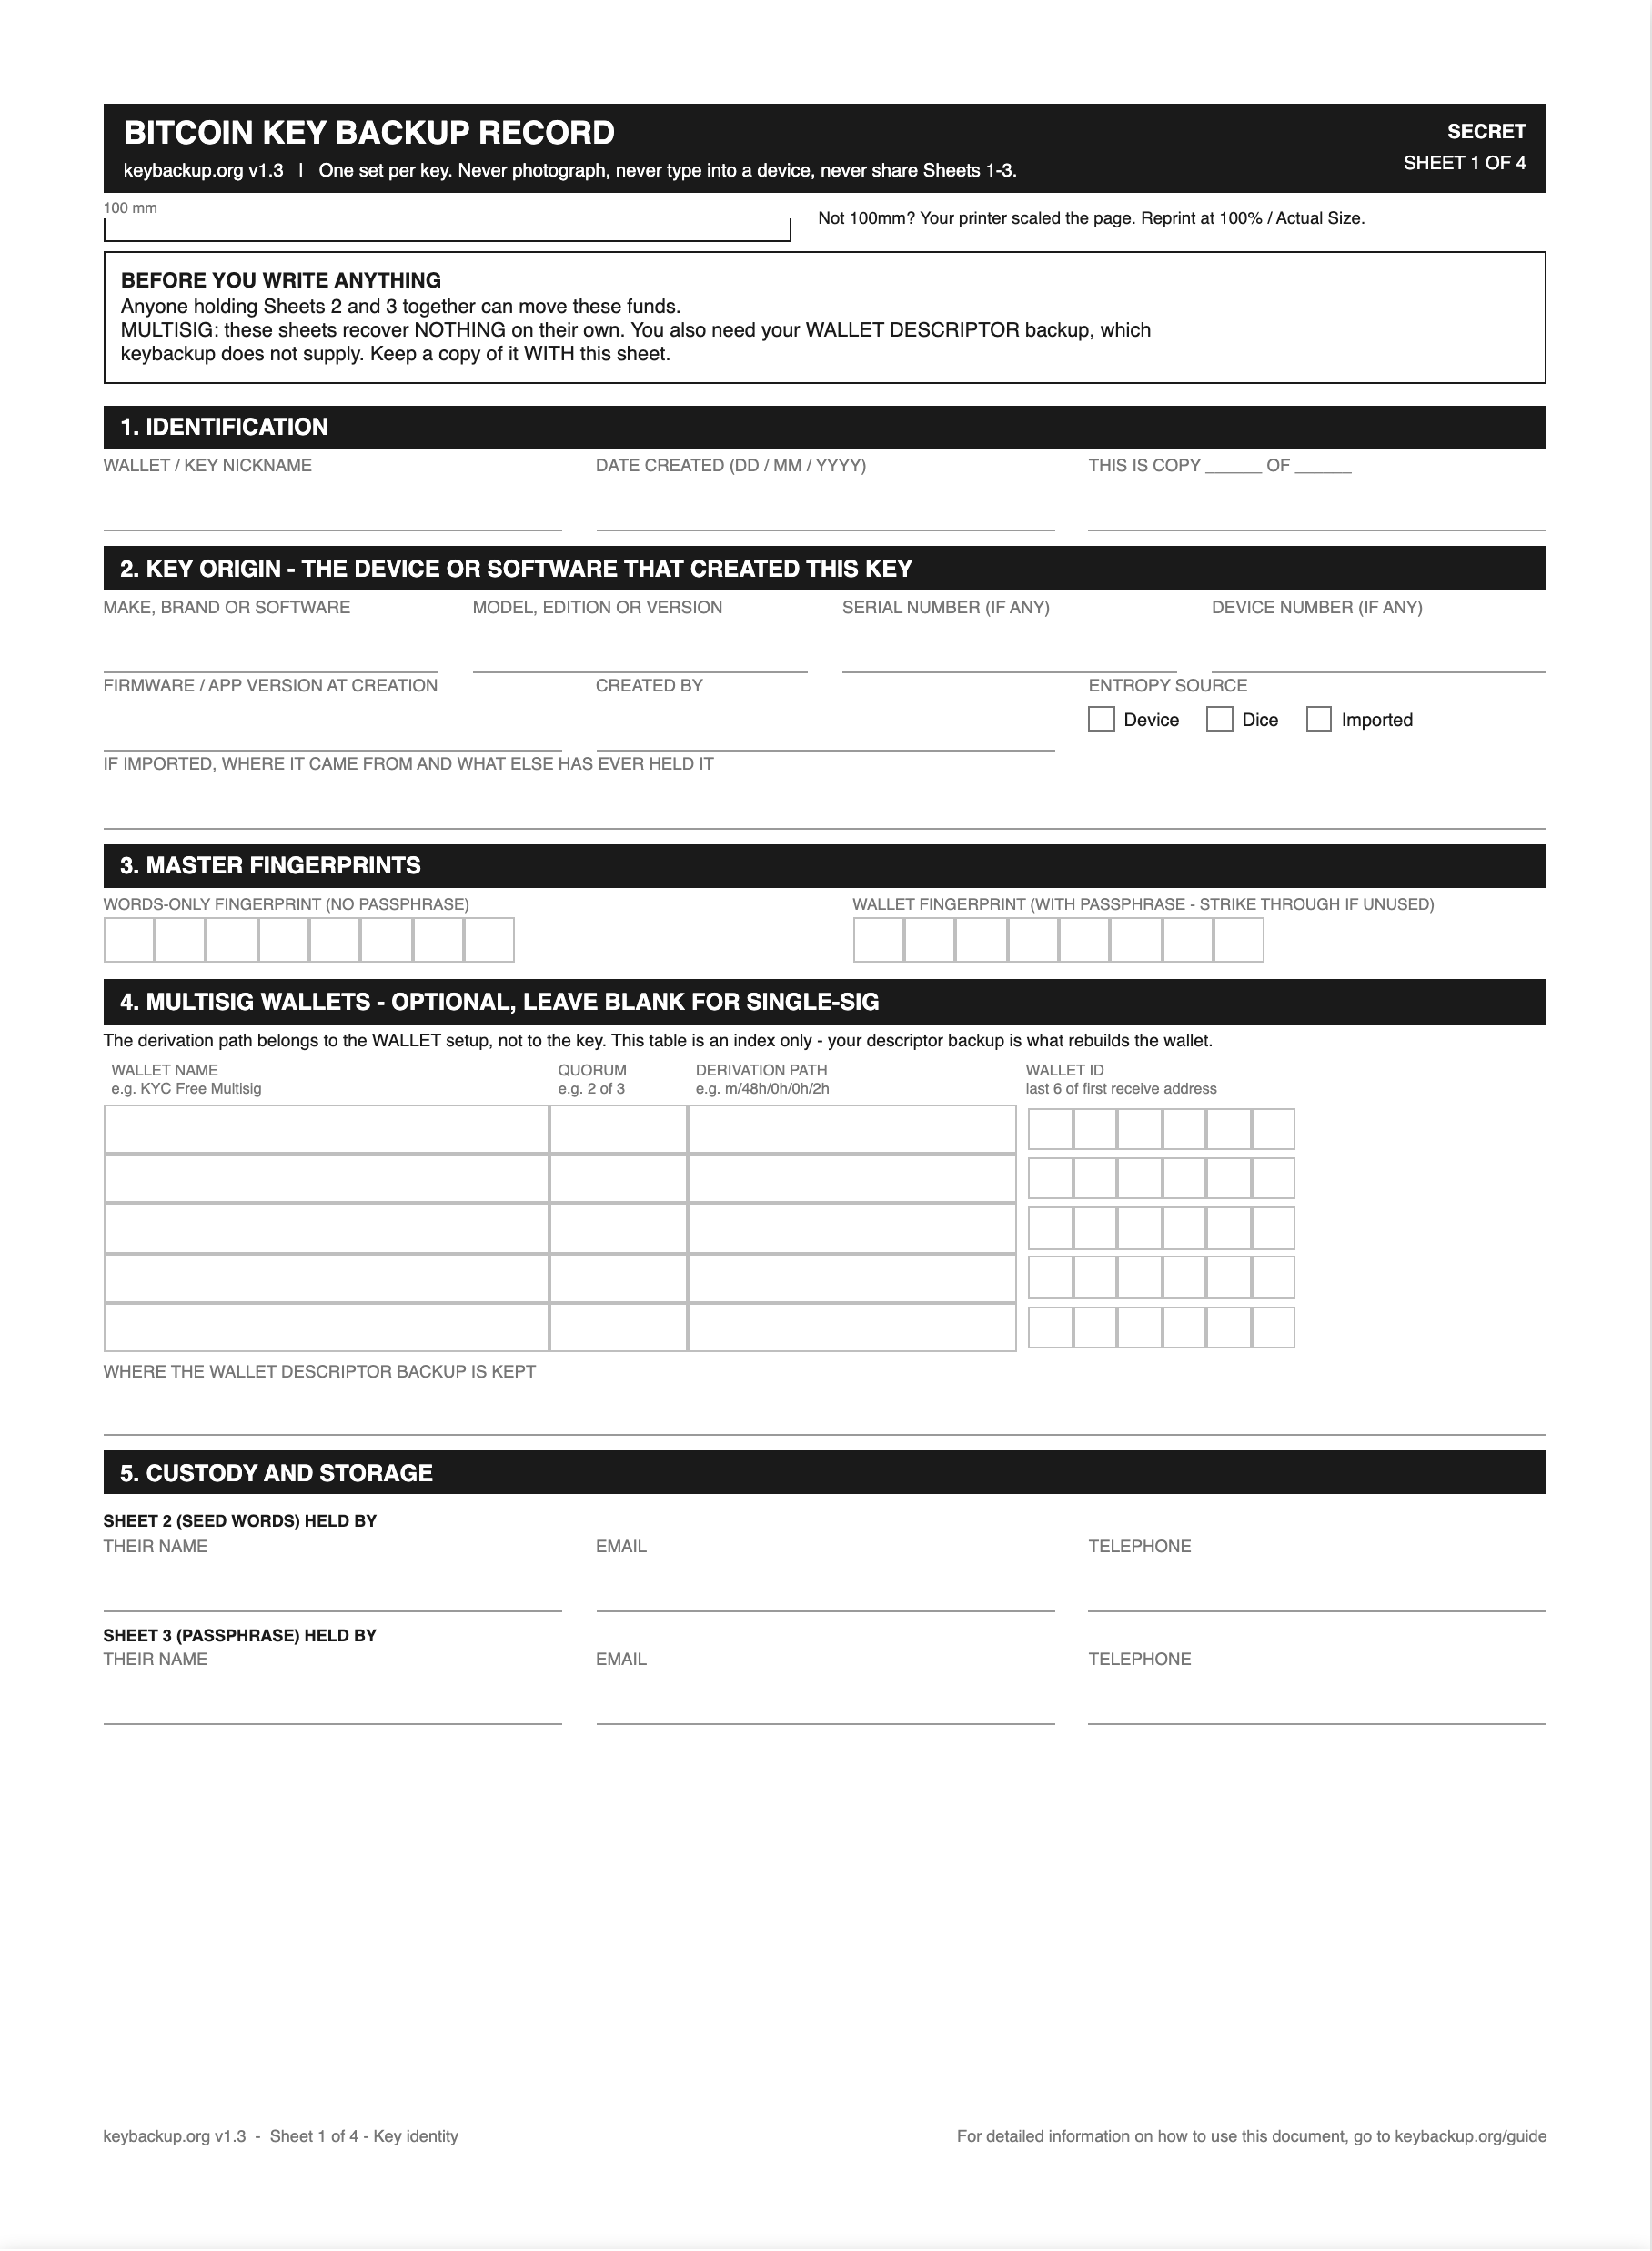 BITCOIN KEY BACKUP RECORD
SECRET
keybackup.org v1.3 | One set per key. Never photograph, never type into a device, never share Sheets 1-3.
SHEET 1 OF 4
100 mm
Not 100mm? Your printer scaled the page. Reprint at 100% / Actual Size.
BEFORE YOU WRITE ANYTHING
Anyone holding Sheets 2 and 3 together can move these funds.
MULTISIG: these sheets recover NOTHING on their own. You also need your WALLET DESCRIPTOR backup, which
keybackup does not supply. Keep a copy of it WITH this sheet.
1. IDENTIFICATION
WALLET / KEY NICKNAME
DATE CREATED (DD / MM / YYYY)
THIS IS COPY ______ OF ______
2. KEY ORIGIN - THE DEVICE OR SOFTWARE THAT CREATED THIS KEY
MAKE, BRAND OR SOFTWARE
MODEL, EDITION OR VERSION
SERIAL NUMBER (IF ANY)
DEVICE NUMBER (IF ANY)
FIRMWARE / APP VERSION AT CREATION
CREATED BY
ENTROPY SOURCE
Device
Dice
Imported
IF IMPORTED, WHERE IT CAME FROM AND WHAT ELSE HAS EVER HELD IT
3. MASTER FINGERPRINTS
WORDS-ONLY FINGERPRINT (NO PASSPHRASE)
WALLET FINGERPRINT (WITH PASSPHRASE - STRIKE THROUGH IF UNUSED)
4. MULTISIG WALLETS - OPTIONAL, LEAVE BLANK FOR SINGLE-SIG
The derivation path belongs to the WALLET setup, not to the key. This table is an index only - your descriptor backup is what rebuilds the wallet.
WALLET NAME
e.g. KYC Free Multisig
QUORUM
e.g. 2 of 3
DERIVATION PATH
e.g. m/48h/0h/0h/2h
WALLET ID
last 6 of first receive address
WHERE THE WALLET DESCRIPTOR BACKUP IS KEPT
5. CUSTODY AND STORAGE
SHEET 2 (SEED WORDS) HELD BY
THEIR NAME
EMAIL
TELEPHONE
SHEET 3 (PASSPHRASE) HELD BY
THEIR NAME
EMAIL
TELEPHONE
keybackup.org v1.3 - Sheet 1 of 4 - Key identity
For detailed information on how to use this document, go to keybackup.org/guide